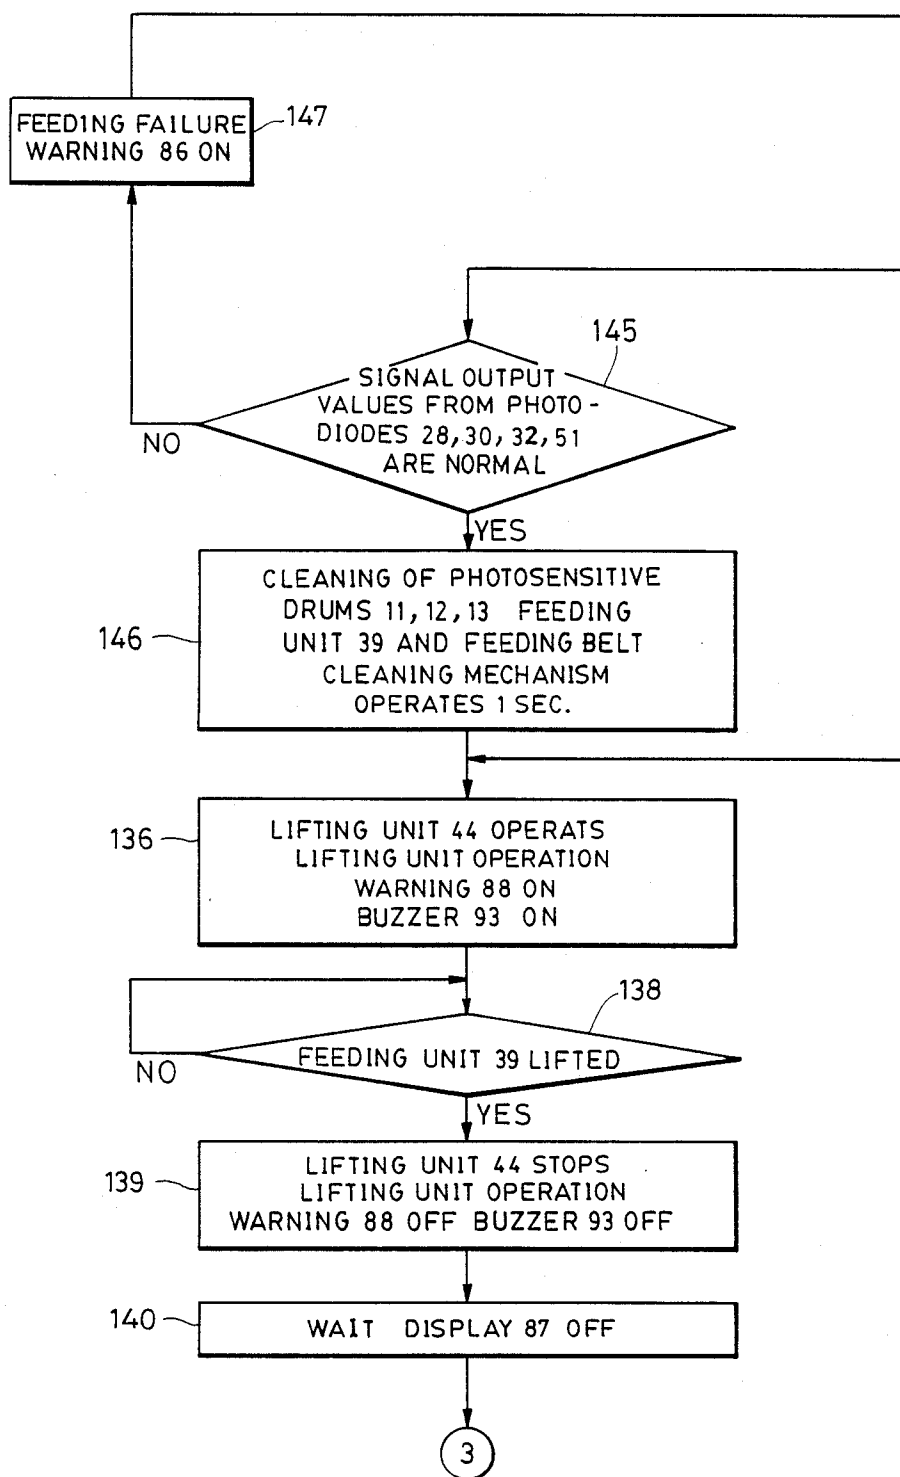 FEEDING FAILURE
WARNING 86 ON
147
145
SIGNAL OUTPUT
VALUES FROM PHOTO-
DIODES 28, 30, 32, 51
ARE NORMAL
NO
YES
146
CLEANING OF PHOTOSENSITIVE
DRUMS 11, 12, 13 FEEDING
UNIT 39 AND FEEDING BELT
CLEANING MECHANISM
OPERATES 1 SEC.
136
LIFTING UNIT 44 OPERATS
LIFTING UNIT OPERATION
WARNING 88 ON
BUZZER 93 ON
138
FEEDING UNIT 39 LIFTED
NO
YES
139
LIFTING UNIT 44 STOPS
LIFTING UNIT OPERATION
WARNING 88 OFF BUZZER 93 OFF
140
WAIT DISPLAY 87 OFF
3